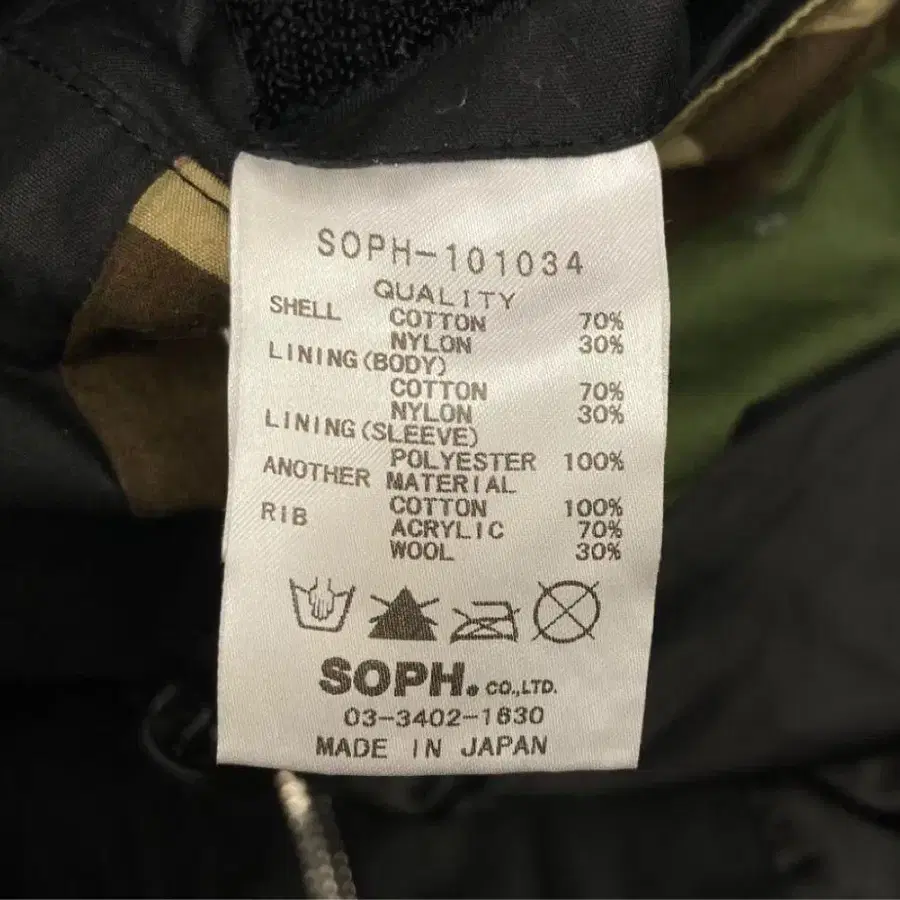 SOPH-101034
QUALITY
SHELL COTTON 70%
NYLON 30%
LINING(BODY)
COTTON 70%
NYLON 30%
LINING(SLEEVE)
POLYESTER 100%
ANOTHER MATERIAL
COTTON 100%
RIB ACRYLIC 70%
WOOL 30%
SOPH. CO.,LTD.
03-3402-1630
MADE IN JAPAN